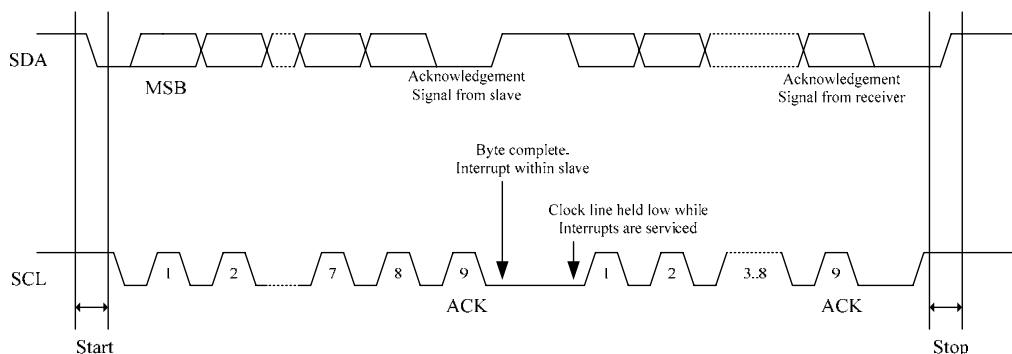 SDA
MSB
Acknowledgement
Signal from slave
Acknowledgement
Signal from receiver
Byte complete-
Interrupt within slave
Clock line held low while
Interrupts are serviced
SCL
1 2 7 8 9 1 2 3..8 9
ACK ACK
Start Stop